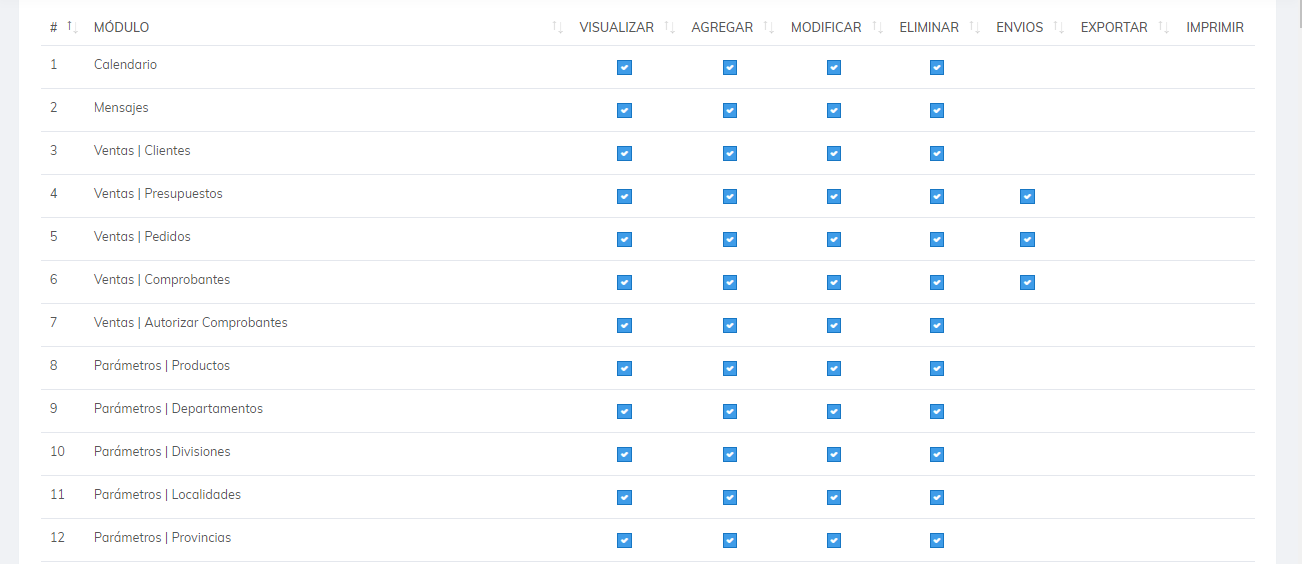 # MÓDULO VISUALIZAR AGREGAR MODIFICAR ELIMINAR ENVIOS EXPORTAR IMPRIMIR
1 Calendario
2 Mensajes
3 Ventas | Clientes
4 Ventas | Presupuestos
5 Ventas | Pedidos
6 Ventas | Comprobantes
7 Ventas | Autorizar Comprobantes
8 Parámetros | Productos
9 Parámetros | Departamentos
10 Parámetros | Divisiones
11 Parámetros | Localidades
12 Parámetros | Provincias